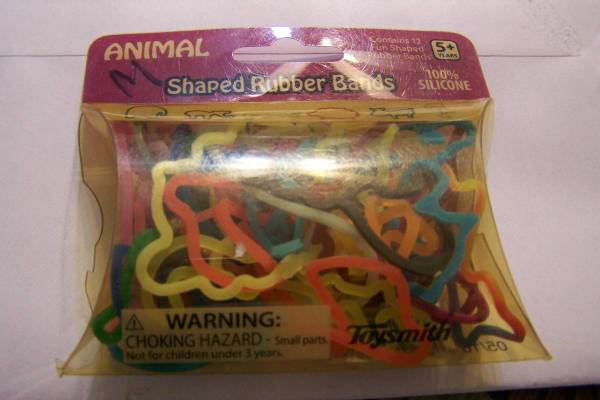 ANIMAL
Contains 12
Fun Shaped
Rubber Bands
5+
YEARS
M
Shaped Rubber Bands
100%
SILICONE
WARNING:
CHOKING HAZARD - Small parts.
Not for children under 3 years.
Toysmith